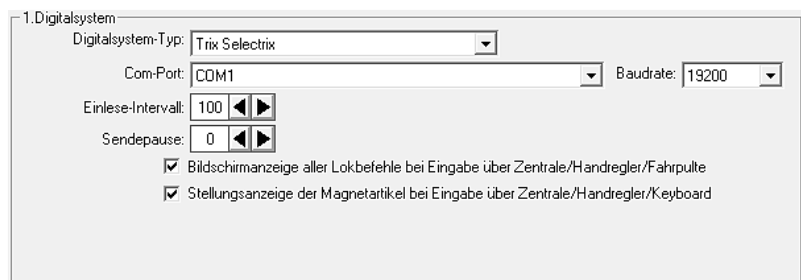 1.Digitalsystem
Digitalsystem-Typ: Trix Selectrix
Com-Port: COM1 Baudrate: 19200
Einlese-Intervall: 100
Sendepause: 0
Bildschirmanzeige aller Lokbefehle bei Eingabe über Zentrale/Handregler/Fahrpulte
Stellungsanzeige der Magnetartikel bei Eingabe über Zentrale/Handregler/Keyboard